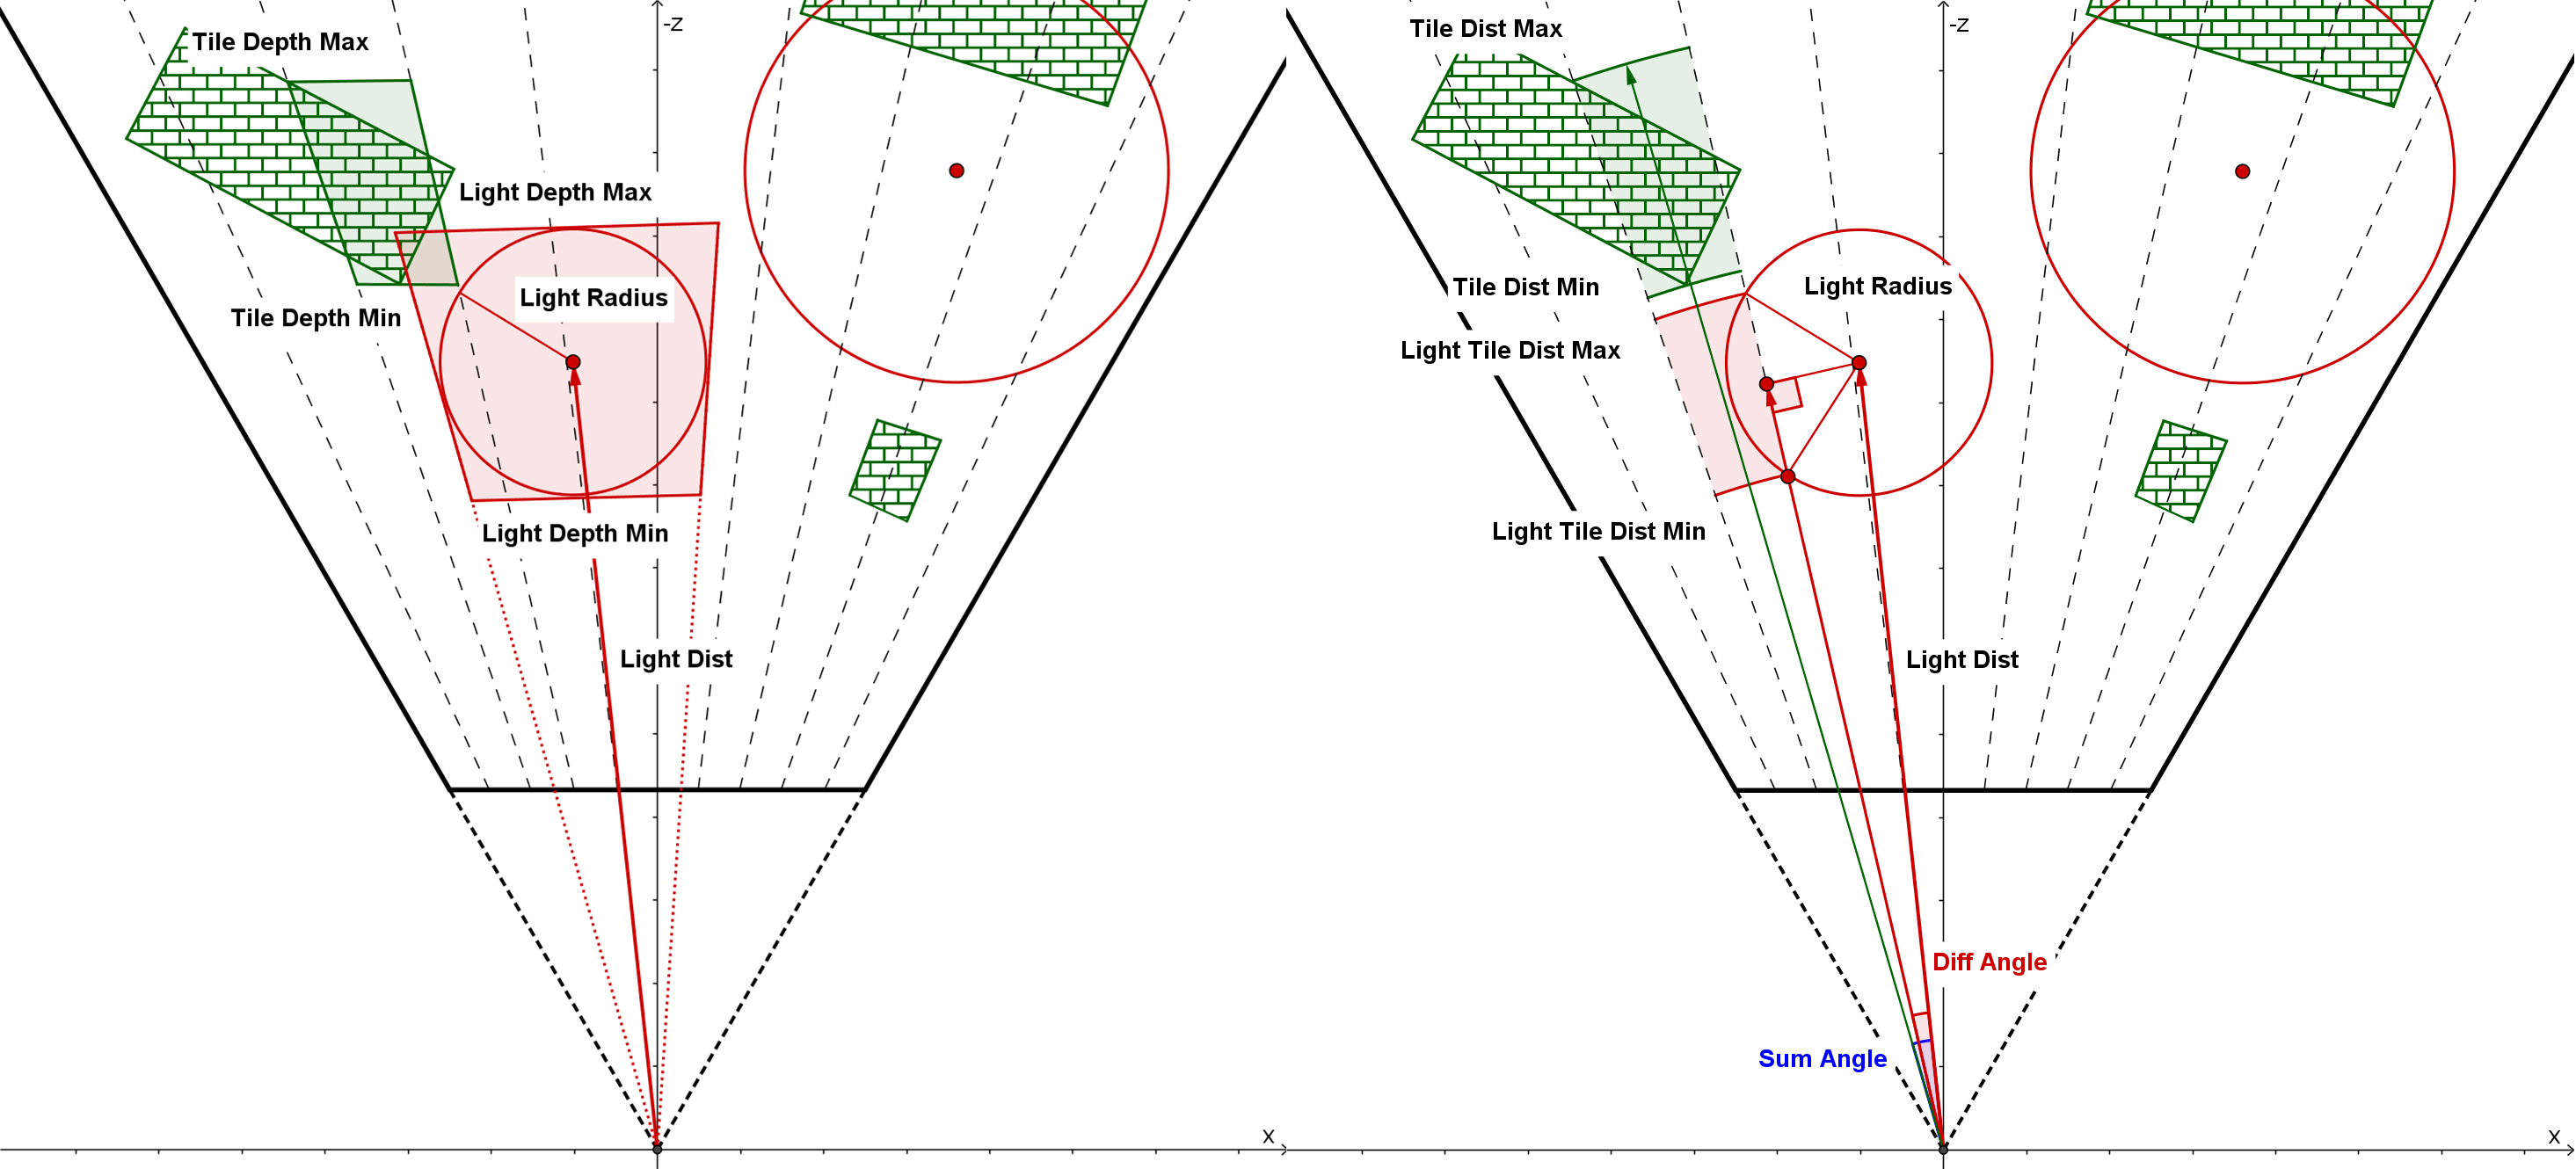 -Z
Tile Depth Max
Light Depth Max
Light Radius
Tile Depth Min
Light Depth Min
Light Dist
X
-Z
Tile Dist Max
Tile Dist Min
Light Radius
Light Tile Dist Max
Light Tile Dist Min
Light Dist
Diff Angle
Sum Angle
X